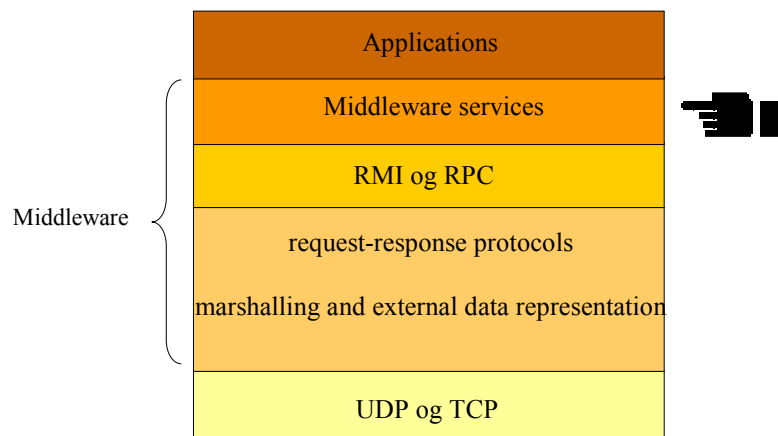 Applications
Middleware services
RMI og RPC
Middleware
request-response protocols
marshalling and external data representation
UDP og TCP